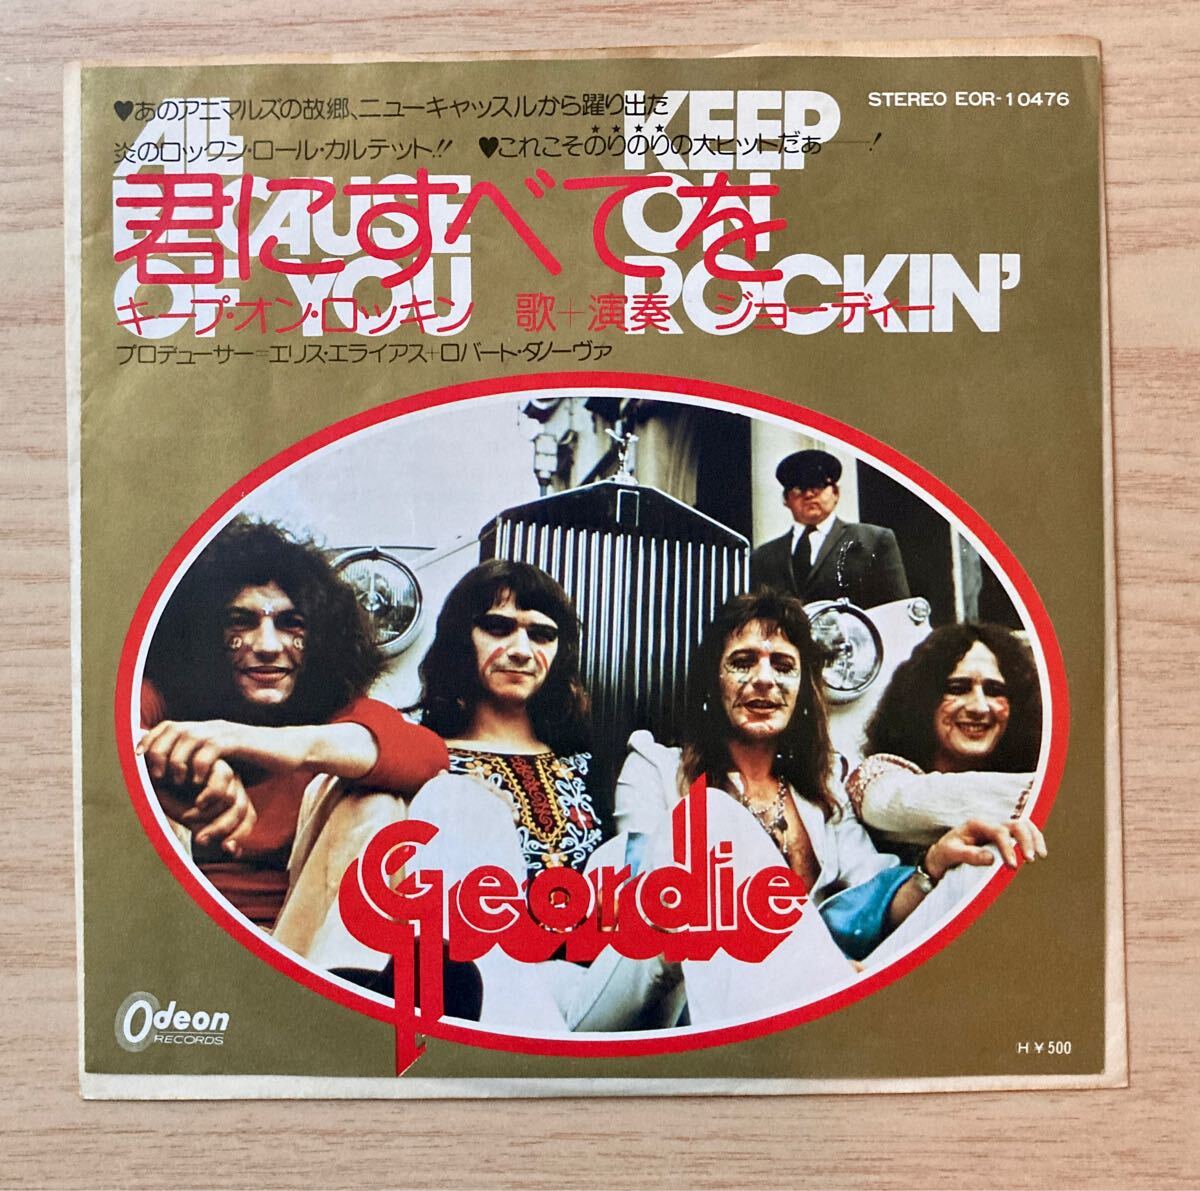 STEREO EOR-10476
♥あのアニマルズの故郷、ニューキャッスルから躍り出た
炎のロックン・ロール・カルテット!! ♥これこそのりのりの大ヒットだぁ——!
ALL
BECAUSE
OF YOU
KEEP
ON
ROCKIN'
君にすべてを
キープ・オン・ロッキン 歌+演奏 ジョーディー
プロデューサー=エリス・エライアス+ロバート・ダノーヴァ
Geordie
Odeon
RECORDS
H ¥500